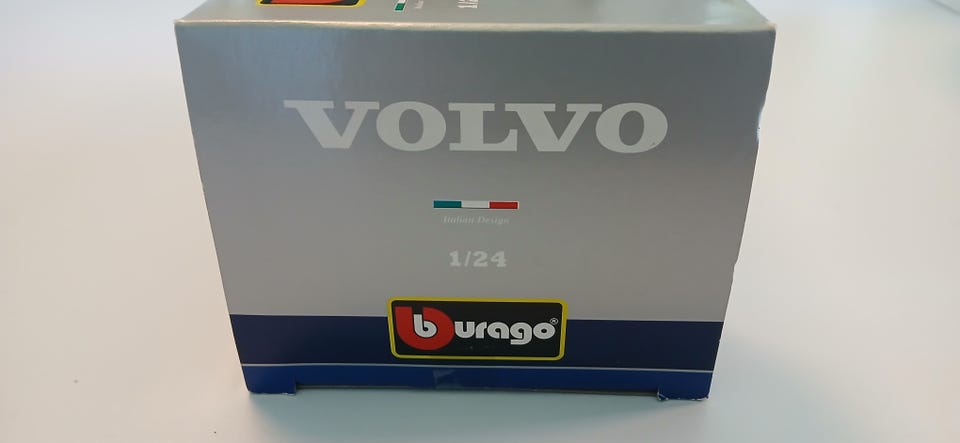 VOLVO
Italian Design
1/24
burago®